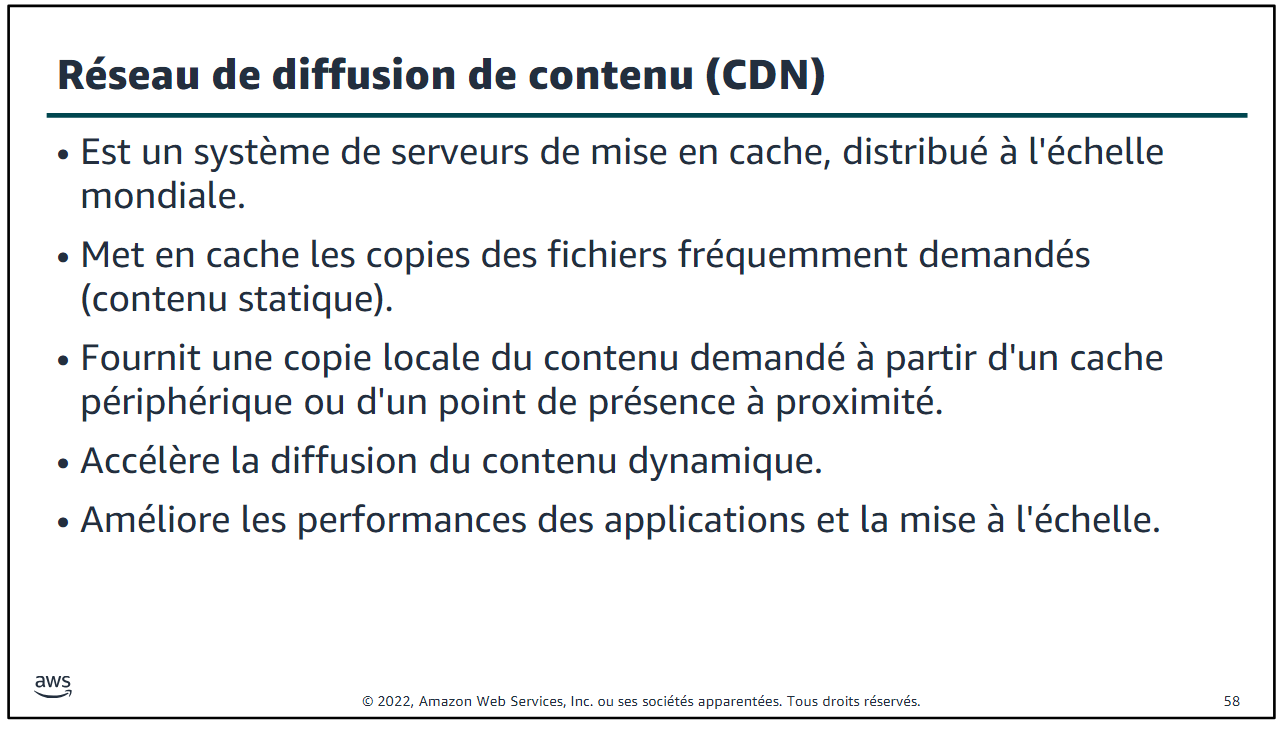 Réseau de diffusion de contenu (CDN)
• Est un système de serveurs de mise en cache, distribué à l'échelle
mondiale.
• Met en cache les copies des fichiers fréquemment demandés
(contenu statique).
• Fournit une copie locale du contenu demandé à partir d'un cache
périphérique ou d'un point de présence à proximité.
• Accélère la diffusion du contenu dynamique.
• Améliore les performances des applications et la mise à l'échelle.
aws
© 2022, Amazon Web Services, Inc. ou ses sociétés apparentées. Tous droits réservés.
58